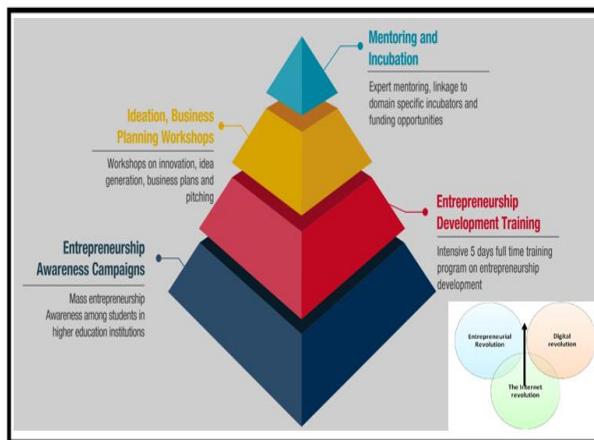 Mentoring and
Incubation
Expert mentoring, linkage to
domain specific incubators and
funding opportunities
Ideation, Business
Planning Workshops
Workshops on innovation, idea
generation, business plans and
pitching
Entrepreneurship
Development Training
Intensive 5 days full time training
program on entrepreneurship
development
Entrepreneurship
Awareness Campaigns
Mass entrepreneurship
Awareness among students in
higher education institutions
Entrepreneurial
Revolution
Digital
revolution
The Internet
revolution